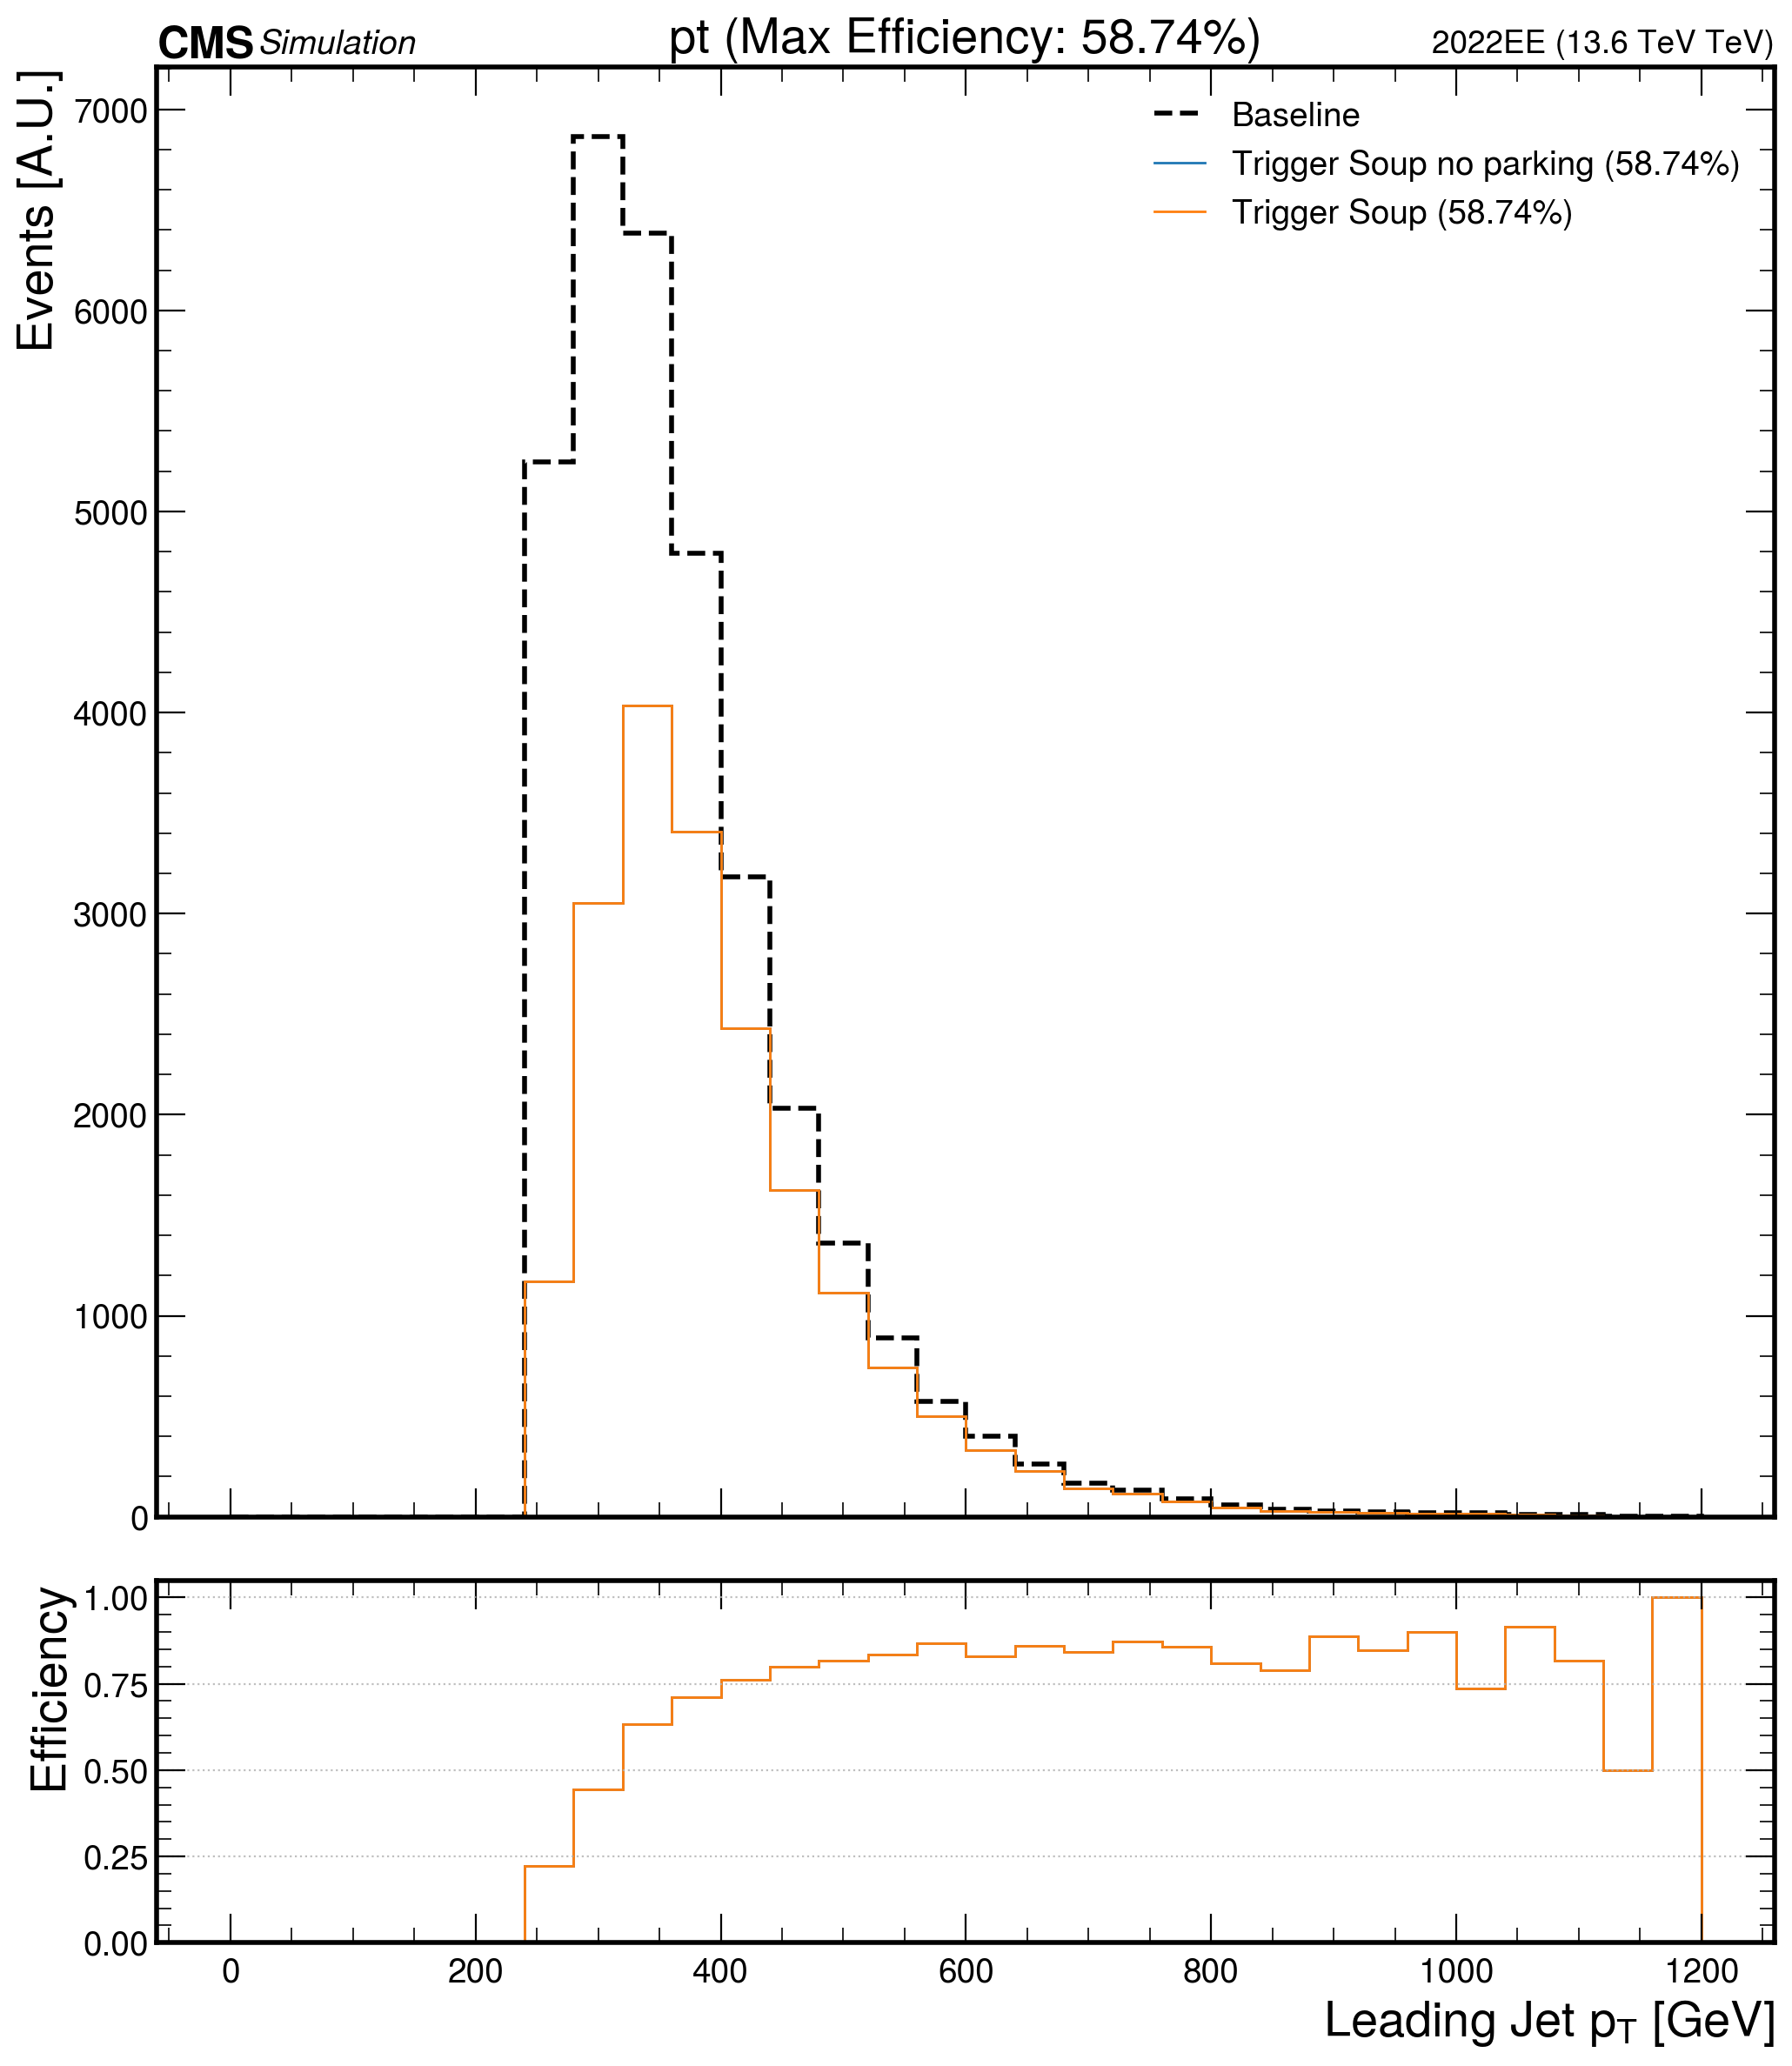 CMS Simulation
pt (Max Efficiency: 58.74%)
2022EE (13.6 TeV TeV)
Events [A.U.]
7000
6000
5000
4000
3000
2000
1000
0
Baseline
Trigger Soup no parking (58.74%)
Trigger Soup (58.74%)
Efficiency
1.00
0.75
0.50
0.25
0.00
0 200 400 600 800 1000 1200
Leading Jet pT [GeV]